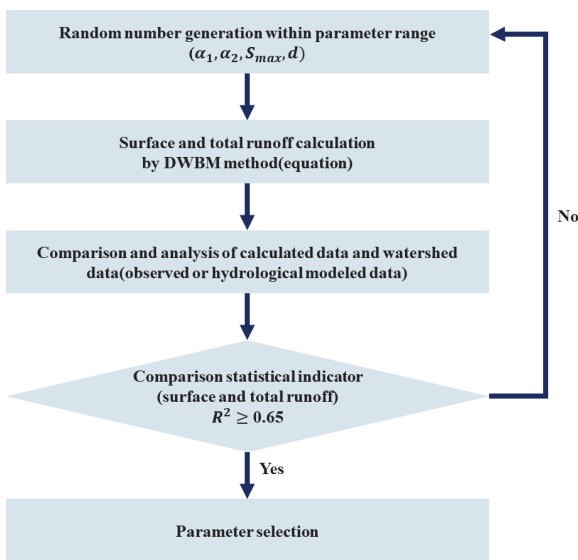 Random number generation within parameter range
(α₁, α₂, Sₘₐₓ, d)
Surface and total runoff calculation
by DWBM method(equation)
No
Comparison and analysis of calculated data and watershed
data(observed or hydrological modeled data)
Comparison statistical indicator
(surface and total runoff)
R² ≥ 0.65
Yes
Parameter selection